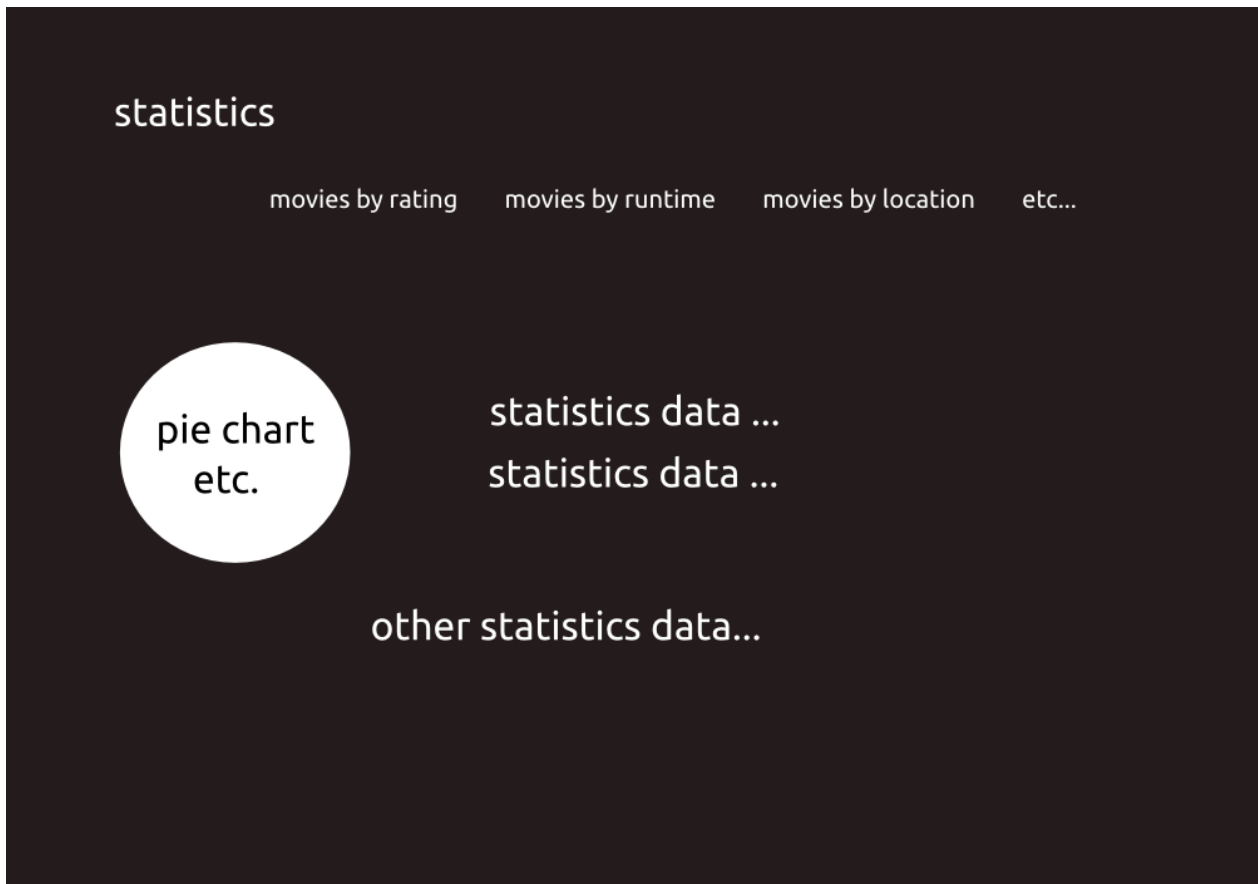 statistics
movies by rating movies by runtime movies by location etc...
pie chart
etc.
statistics data ...
statistics data ...
other statistics data...